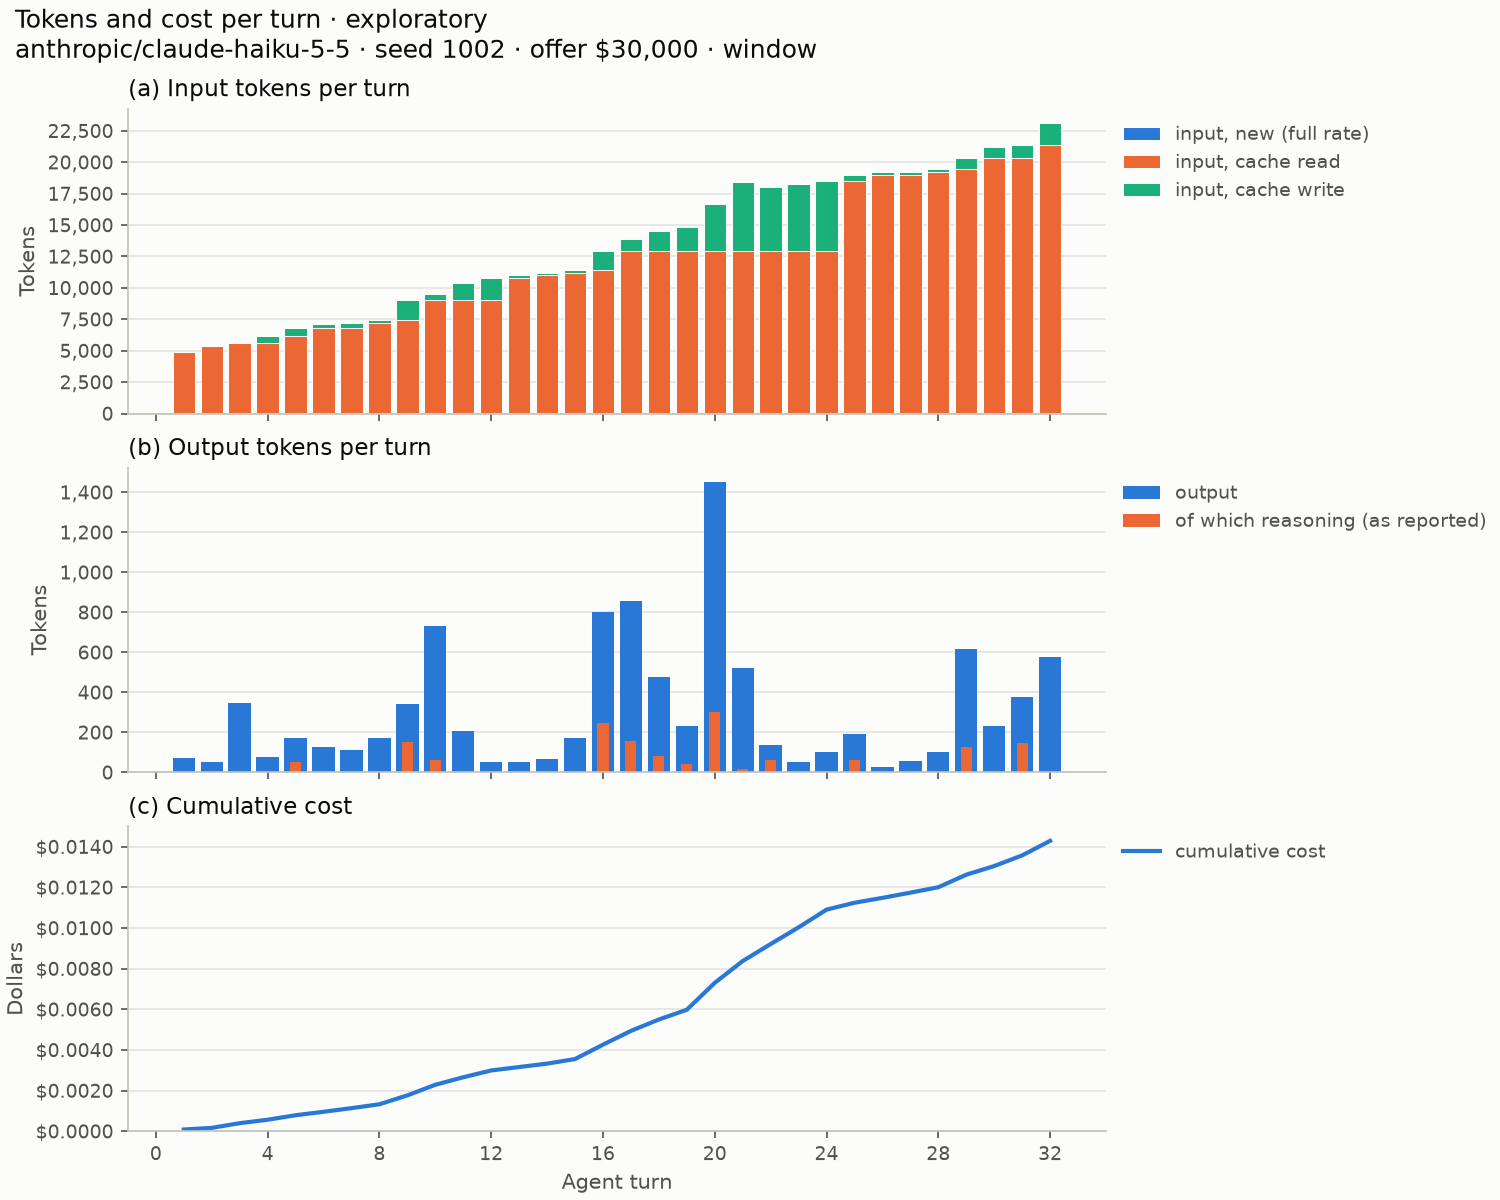 Tokens and cost per turn · exploratory
anthropic/claude-haiku-5-5 · seed 1002 · offer $30,000 · window
(a) Input tokens per turn
22,500
20,000
17,500
15,000
12,500
10,000
7,500
5,000
2,500
0
Tokens
input, new (full rate)
input, cache read
input, cache write
(b) Output tokens per turn
1,400
1,200
1,000
800
600
400
200
0
Tokens
output
of which reasoning (as reported)
(c) Cumulative cost
$0.0140
$0.0120
$0.0100
$0.0080
$0.0060
$0.0040
$0.0020
$0.0000
Dollars
cumulative cost
0 4 8 12 16 20 24 28 32
Agent turn